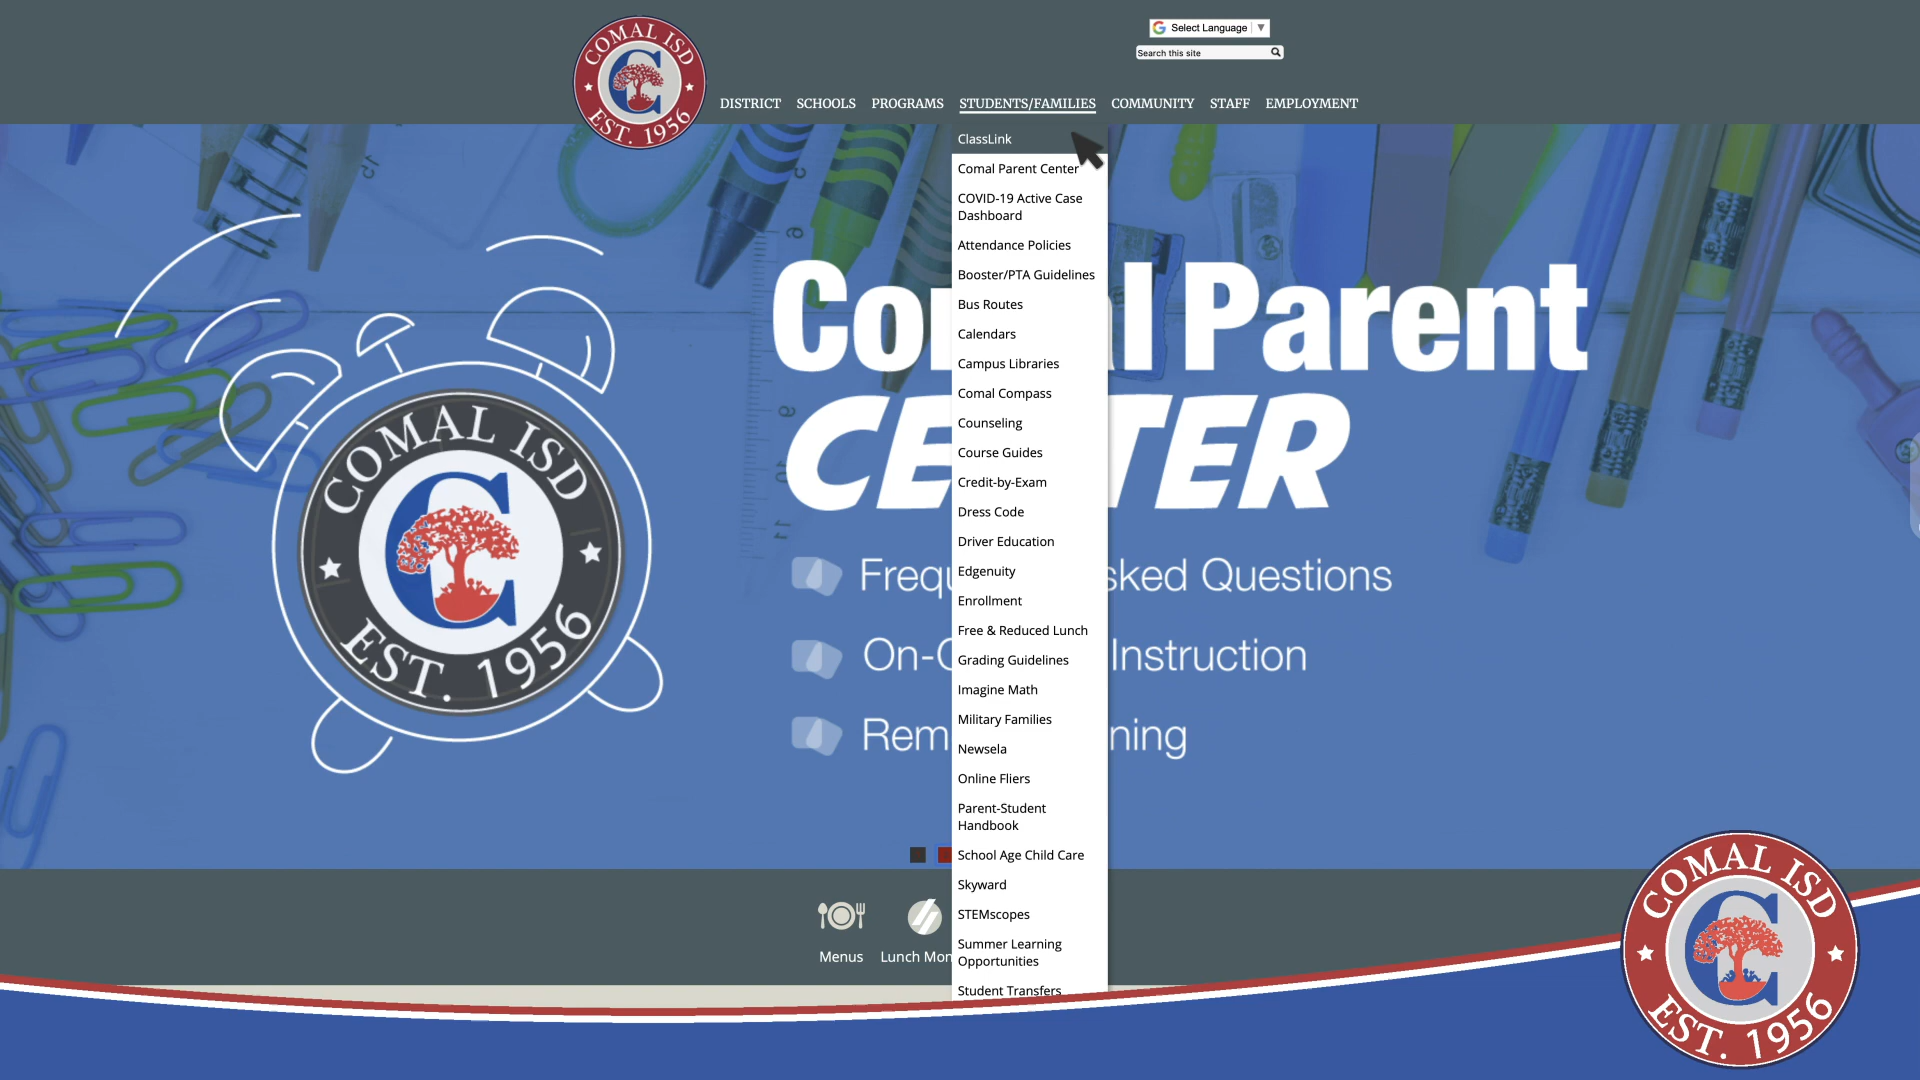 COMAL ISD
EST. 1956
Select Language ▼
Search this site
DISTRICT SCHOOLS PROGRAMS STUDENTS/FAMILIES COMMUNITY STAFF EMPLOYMENT
ClassLink
Comal Parent Center
COVID-19 Active Case
Dashboard
Attendance Policies
Booster/PTA Guidelines
Bus Routes
Calendars
Campus Libraries
Comal Compass
Counseling
Course Guides
Credit-by-Exam
Dress Code
Driver Education
Edgenuity
Enrollment
Free & Reduced Lunch
Grading Guidelines
Imagine Math
Military Families
Newsela
Online Fliers
Parent-Student
Handbook
School Age Child Care
Skyward
STEMscopes
Summer Learning
Opportunities
Student Transfers
COMAL ISD
EST. 1956
Co l Parent
CE TER
Frequ sked Questions
On-C Instruction
Rem ning
Menus Lunch Mon
COMAL ISD
EST. 1956